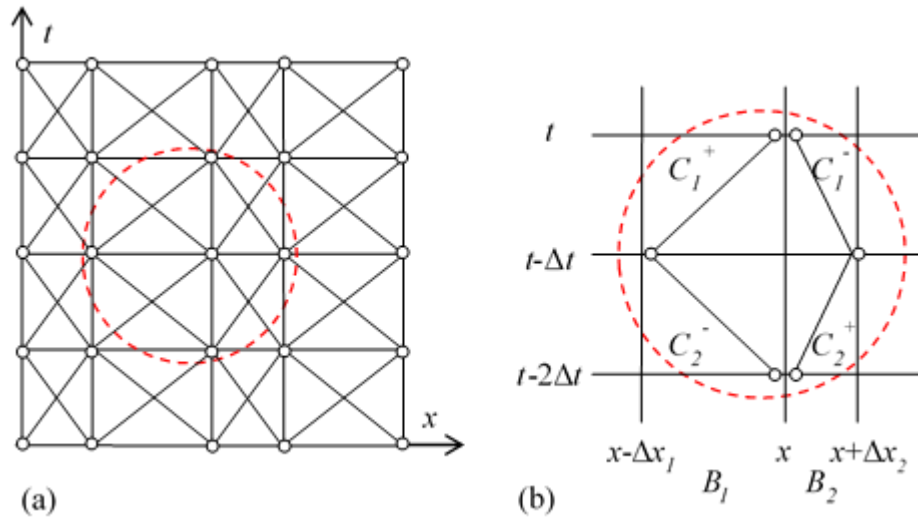 t
x
(a)
t
C₁⁺ C₁⁻
t-Δt
C₂⁻ C₂⁺
t-2Δt
x-Δx₁ x x+Δx₂
B₁ B₂
(b)